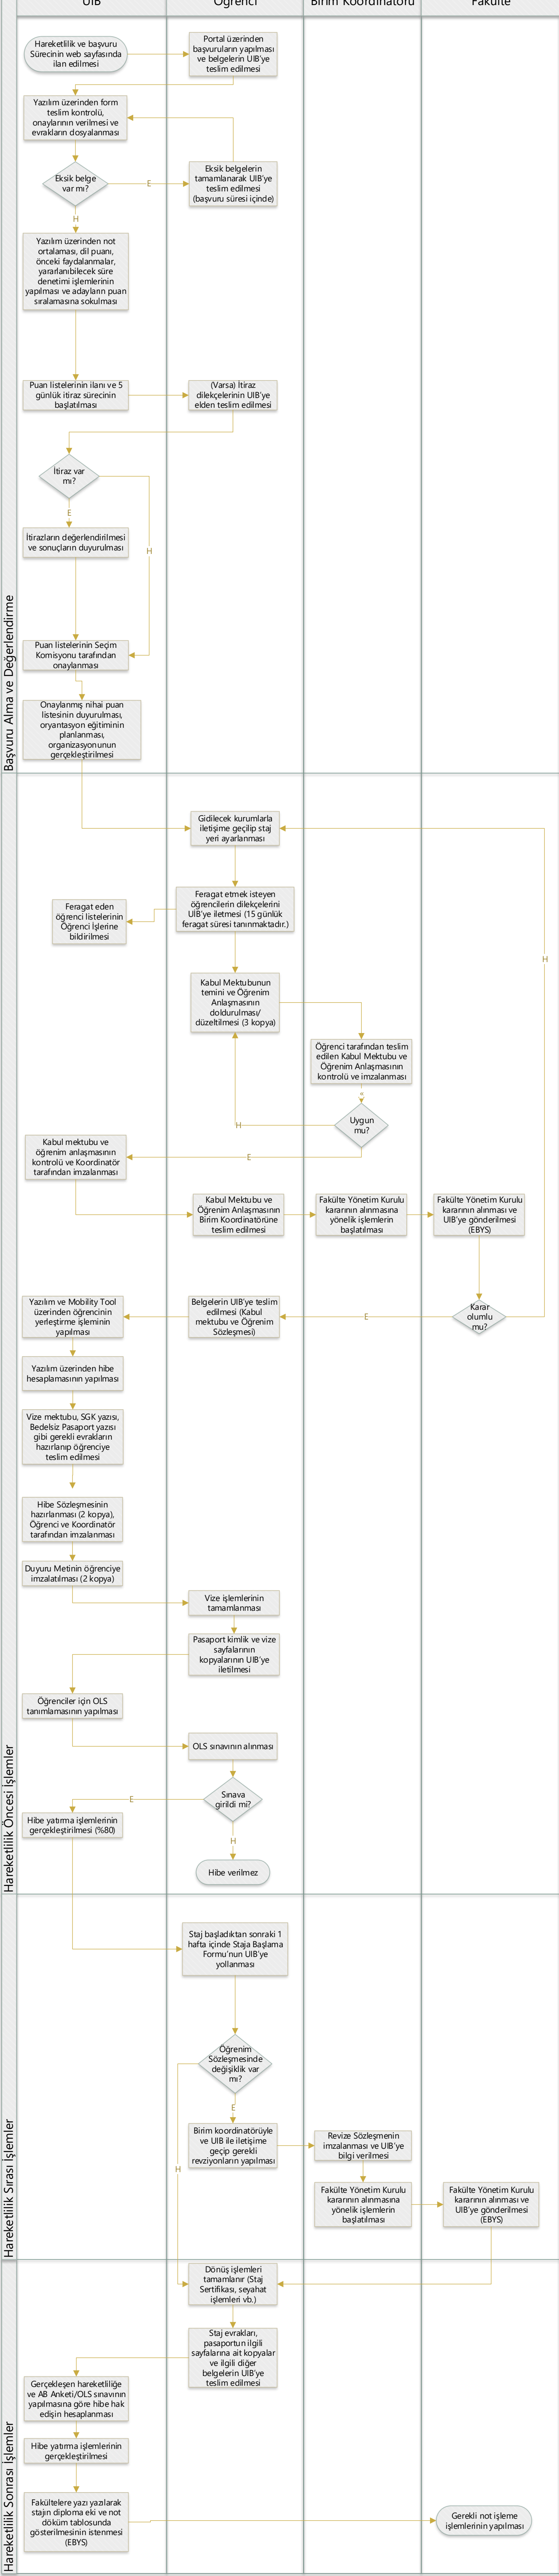 UİB
Öğrenci
Birim Koordinatörü
Fakülte
Başvuru Alma ve Değerlendirme
Hareketlilik ve başvuru
Sürecinin web sayfasında
ilan edilmesi
Portal üzerinden
başvuruların yapılması
ve belgelerin UIB'ye
teslim edilmesi
Yazılım üzerinden form
teslim kontrolü,
onaylarının verilmesi ve
evrakların dosyalanması
Eksik belge
var mı?
E
Eksik belgelerin
tamamlanarak UIB'ye
teslim edilmesi
(başvuru süresi içinde)
H
Yazılım üzerinden not
ortalaması, dil puanı,
önceki faydalanmalar,
yararlanıbilecek süre
denetimi işlemlerinin
yapılması ve adayların puan
sıralamasına sokulması
Puan listelerinin ilanı ve 5
günlük itiraz sürecinin
başlatılması
(Varsa) İtiraz
dilekçelerinin UIB'ye
elden teslim edilmesi
İtiraz var
mı?
E
H
İtirazların değerlendirilmesi
ve sonuçların duyurulması
Puan listelerinin Seçim
Komisyonu tarafından
onaylanması
Onaylanmış nihai puan
listesinin duyurulması,
oryantasyon eğitiminin
planlanması,
organizasyonunun
gerçekleştirilmesi
Hareketlilik Öncesi İşlemler
Gidilecek kurumlarla
iletişime geçilip staj
yeri ayarlanması
Feragat etmek isteyen
öğrencilerin dilekçelerini
UIB'ye iletmesi (15 günlük
feragat süresi tanınmaktadır.)
Feragat eden
öğrenci listelerinin
Öğrenci İşlerine
bildirilmesi
H
Kabul Mektubunun
temini ve Öğrenim
Anlaşmasının
doldurulması/
düzeltilmesi (3 kopya)
Öğrenci tarafından teslim
edilen Kabul Mektubu ve
Öğrenim Anlaşmasının
kontrolü ve imzalanması
Uygun
mu?
H
E
Kabul mektubu ve
öğrenim anlaşmasının
kontrolü ve Koordinatör
tarafından imzalanması
Kabul Mektubu ve
Öğrenim Anlaşmasının
Birim Koordinatörüne
teslim edilmesi
Fakülte Yönetim Kurulu
kararının alınmasına
yönelik işlemlerin
başlatılması
Fakülte Yönetim Kurulu
kararının alınması ve
UIB'ye gönderilmesi
(EBYS)
Yazılım ve Mobility Tool
üzerinden öğrencinin
yerleştirme işleminin
yapılması
Belgelerin UIB'ye teslim
edilmesi (Kabul
mektubu ve Öğrenim
Sözleşmesi)
E
Karar
olumlu
mu?
Yazılım üzerinden hibe
hesaplamasının yapılması
Vize mektubu, SGK yazısı,
Bedelsiz Pasaport yazısı
gibi gerekli evrakların
hazırlanıp öğrenciye
teslim edilmesi
Hibe Sözleşmesinin
hazırlanması (2 kopya),
Öğrenci ve Koordinatör
tarafından imzalanması
Duyuru Metinin öğrenciye
imzalatılması (2 kopya)
Vize işlemlerinin
tamamlanması
Pasaport kimlik ve vize
sayfalarının
kopyalarının UIB'ye
iletilmesi
Öğrenciler için OLS
tanımlamasının yapılması
OLS sınavının alınması
Sınava
girildi mi?
E
Hibe yatırma işlemlerinin
gerçekleştirilmesi (%80)
H
Hibe verilmez
Hareketlilik Sırası İşlemler
Staj başladıktan sonraki 1
hafta içinde Staja Başlama
Formu'nun UIB'ye
yollanması
Öğrenim
Sözleşmesinde
değişiklik var
mı?
E
H
Birim koordinatörüyle
ve UIB ile iletişime
geçip gerekli
revziyonların yapılması
Revize Sözleşmenin
imzalanması ve UIB'ye
bilgi verilmesi
Fakülte Yönetim Kurulu
kararının alınmasına
yönelik işlemlerin
başlatılması
Fakülte Yönetim Kurulu
kararının alınması ve
UIB'ye gönderilmesi
(EBYS)
Hareketlilik Sonrası İşlemler
Dönüş işlemleri
tamamlanır (Staj
Sertifikası, seyahat
işlemleri vb.)
Staj evrakları,
pasaportun ilgili
sayfalarına ait kopyalar
ve ilgili diğer
belgelerin UIB'ye
teslim edilmesi
Gerçekleşen hareketliliğe
ve AB Anketi/OLS sınavının
yapılmasına göre hibe hak
edişin hesaplanması
Hibe yatırma işlemlerinin
gerçekleştirilmesi
Fakültelere yazı yazılarak
stajın diploma eki ve not
döküm tablosunda
gösterilmesinin istenmesi
(EBYS)
Gerekli not işleme
işlemlerinin yapılması